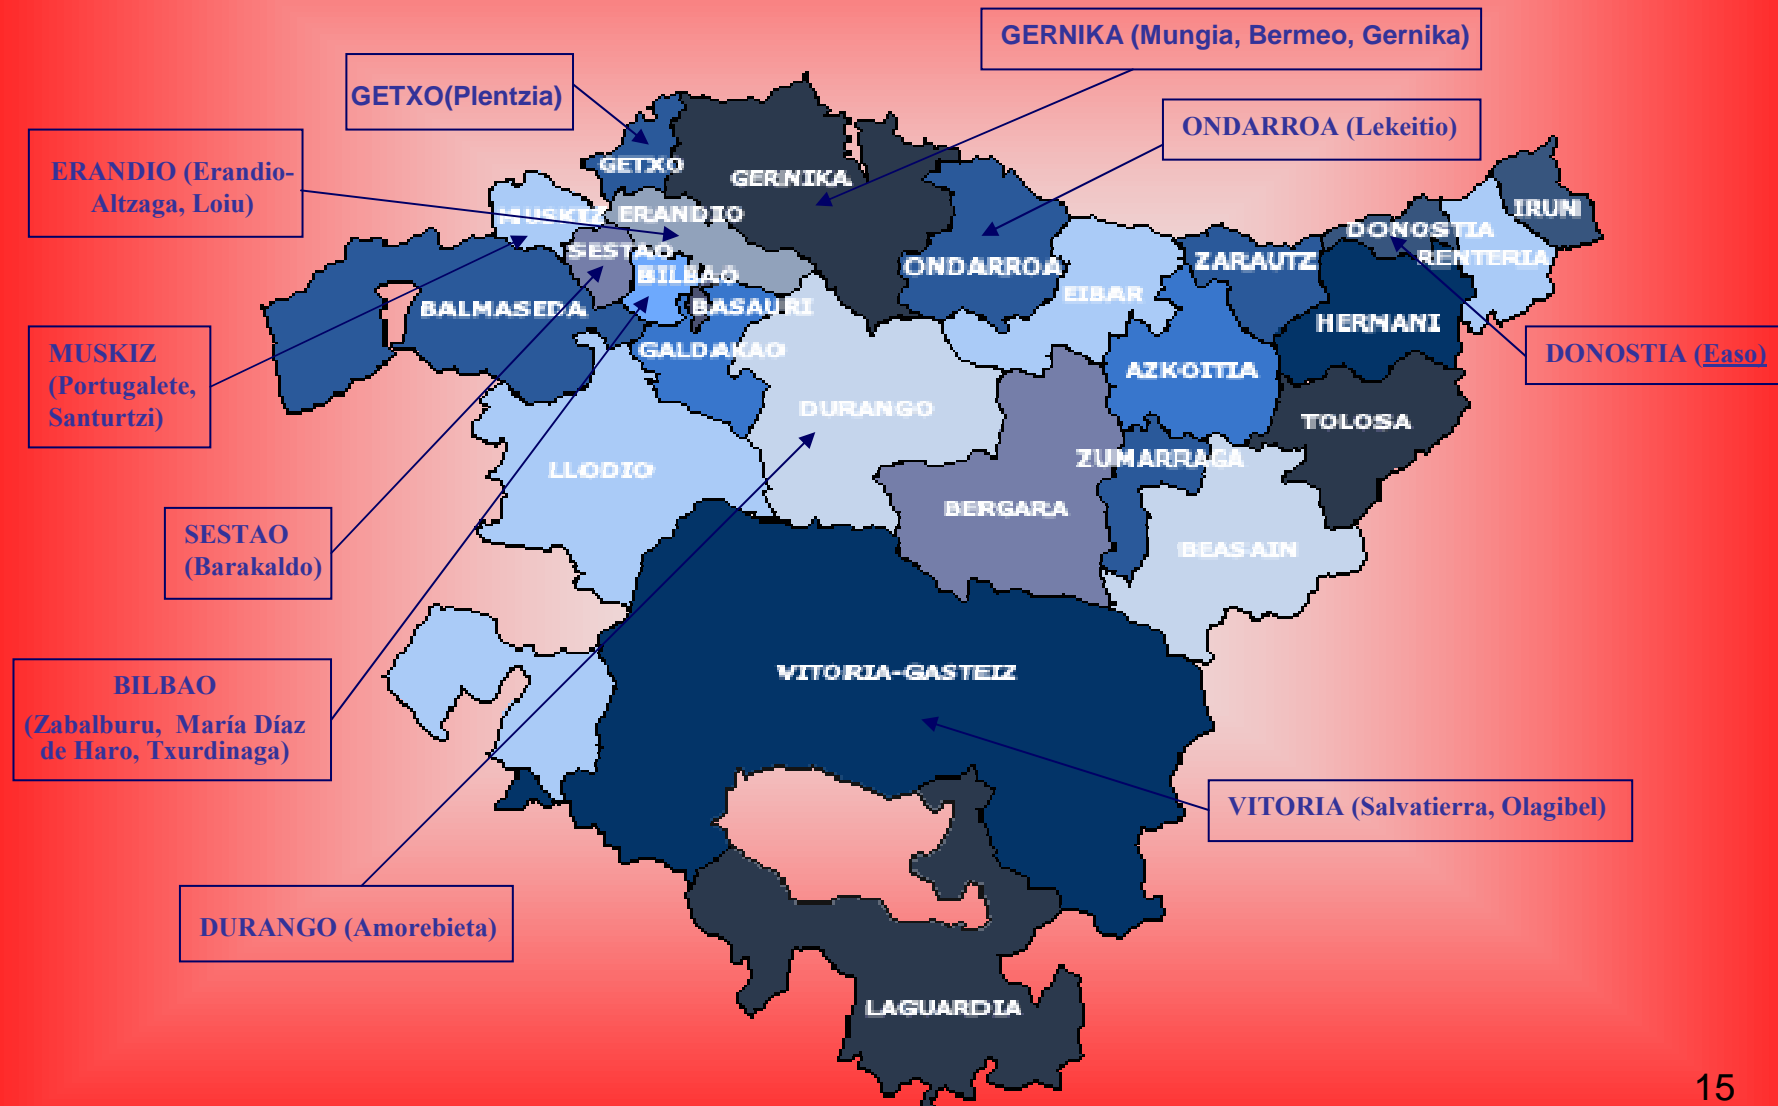 GERNIKA (Mungia, Bermeo, Gernika)
GETXO(Plentzia)
ONDARROA (Lekeitio)
ERANDIO (Erandio-
Altzaga, Loiu)
MUSKIZ
(Portugalete,
Santurtzi)
SESTAO
(Barakaldo)
BILBAO
(Zabalburu, María Díaz
de Haro, Txurdinaga)
DURANGO (Amorebieta)
VITORIA (Salvatierra, Olagibel)
DONOSTIA (Easo)
GETXO
GERNIKA
MUSKIZ
ERANDIO
SESTAO
BILBAO
BALMASEDA
BASAURI
GALDAKAO
ONDARROA
EIBAR
ZARAUTZ
DONOSTIA
IRUN
RENTERIA
HERNANI
AZKOITIA
TOLOSA
DURANGO
LLODIO
ZUMARRAGA
BERGARA
BEASAIN
VITORIA-GASTEIZ
LAGUARDIA
15